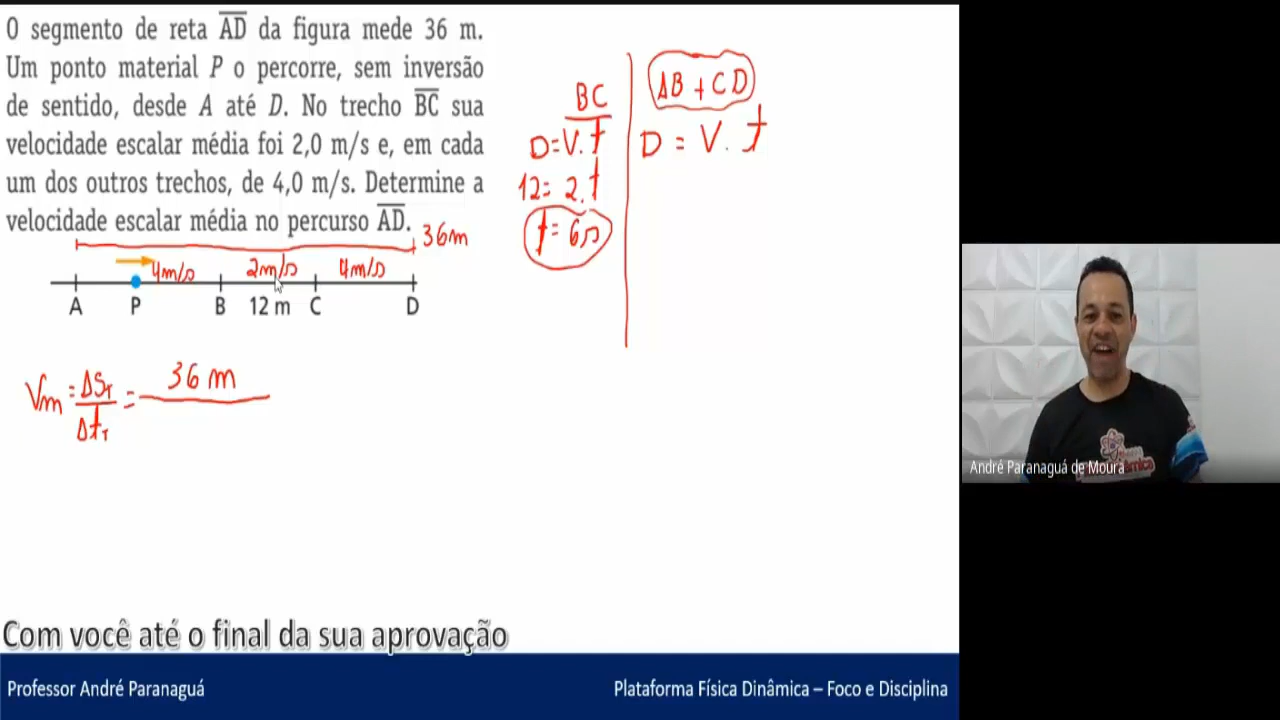 O segmento de reta AD da figura mede 36 m.
Um ponto material P o percorre, sem inversão
de sentido, desde A até D. No trecho BC sua
velocidade escalar média foi 2,0 m/s e, em cada
um dos outros trechos, de 4,0 m/s. Determine a
velocidade escalar média no percurso AD.
36m
4m/s 2m/s 4m/s
A P B 12 m C D
Vm = ΔST = 36 m
ΔtT
BC
D=V.t
12= 2.t
t= 6s
AB + CD
D = V. t
André Paranaguá de Moura
Com você até o final da sua aprovação
Professor André Paranaguá
Plataforma Física Dinâmica – Foco e Disciplina